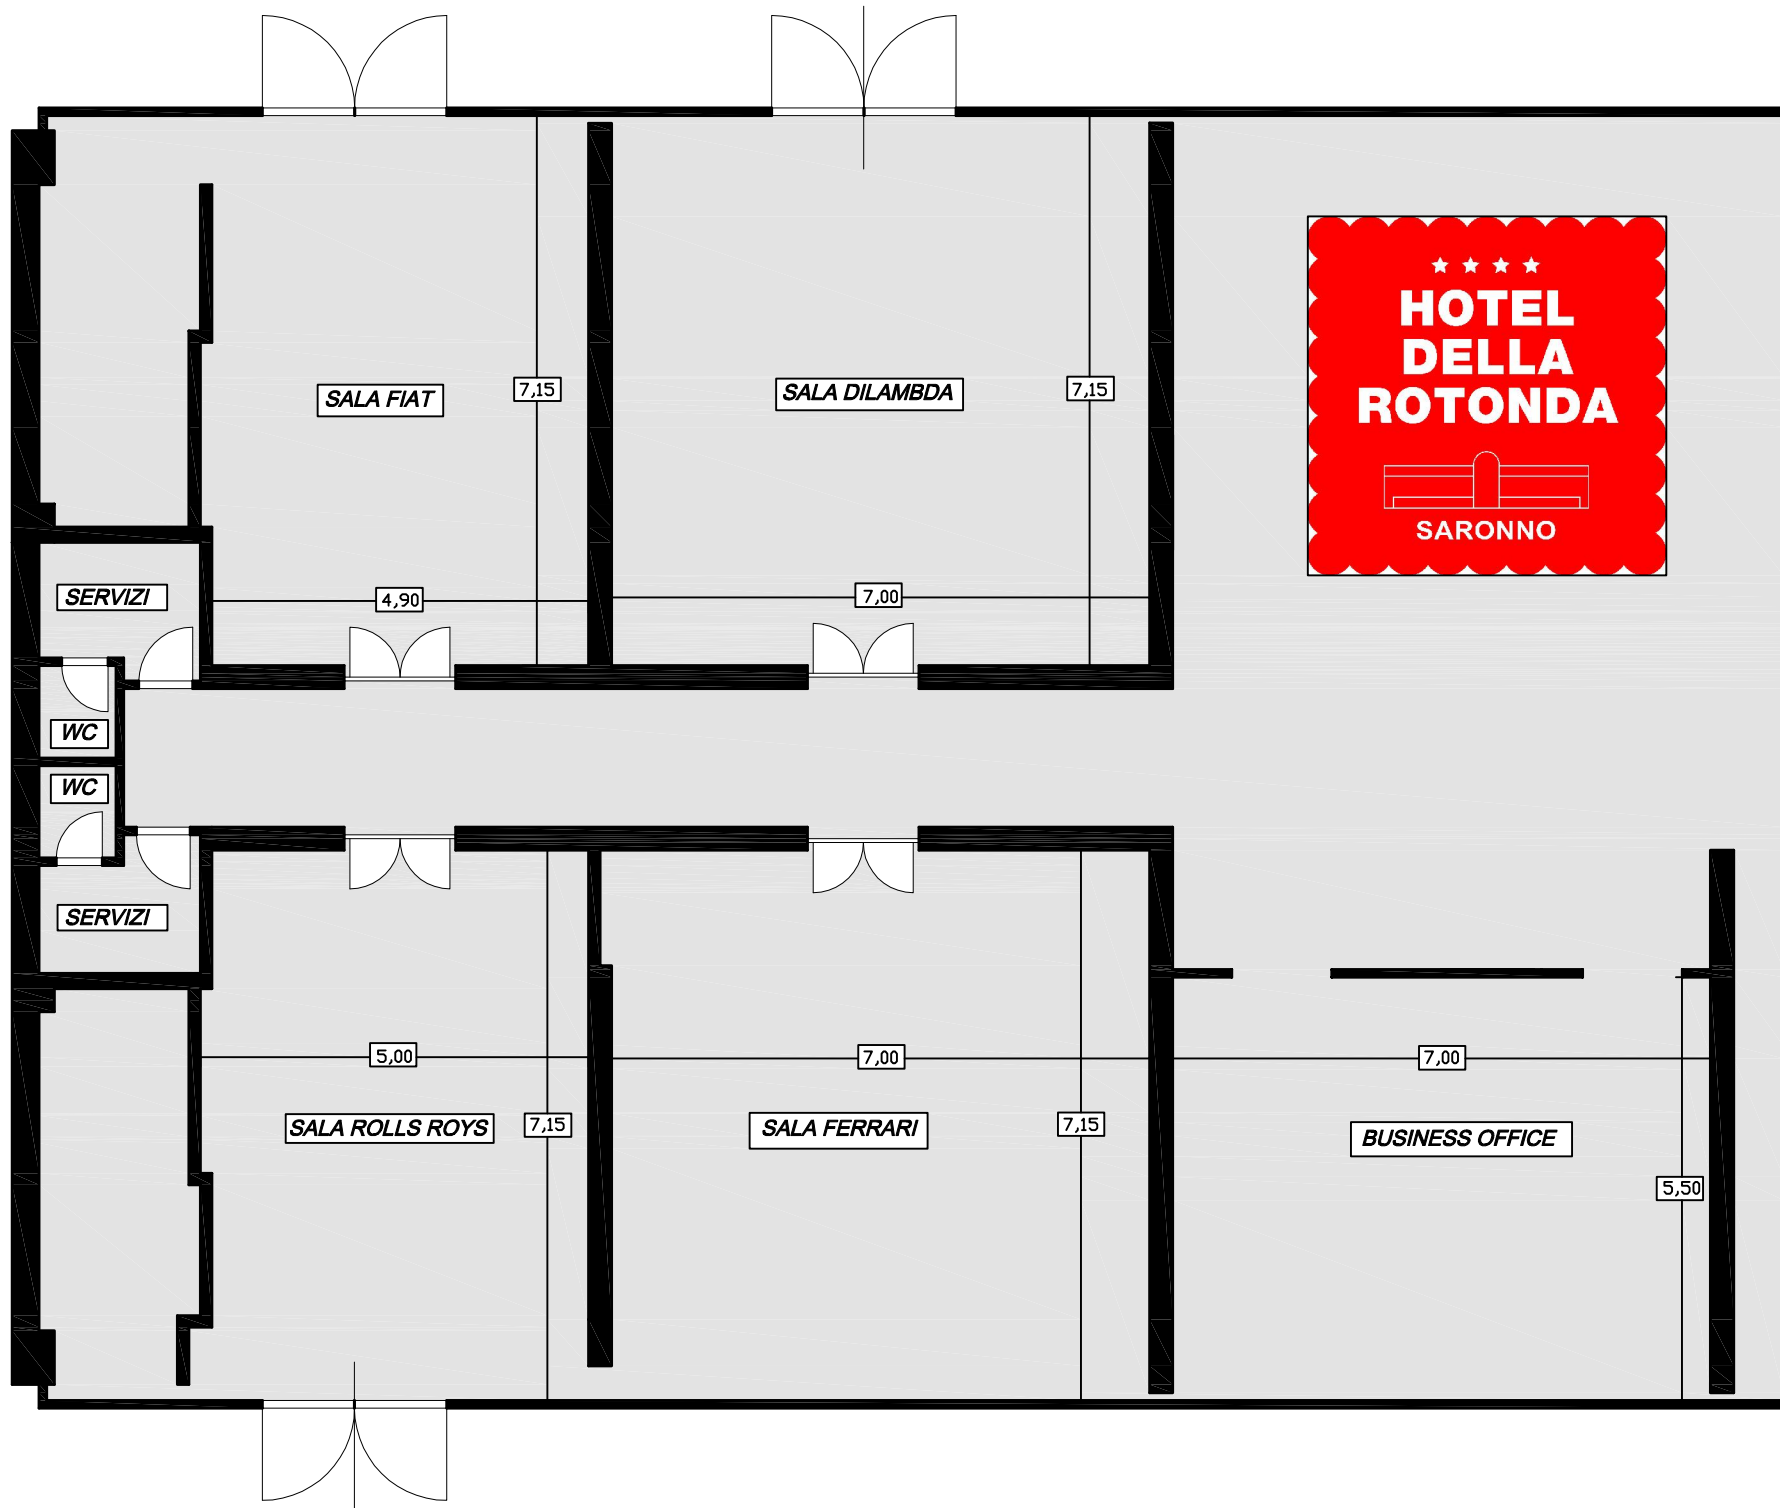 HOTEL
DELLA
ROTONDA
SARONNO
SALA FIAT
7,15
SALA DILAMBDA
7,15
SERVIZI
4,90
7,00
WC
WC
SERVIZI
5,00
7,00
7,00
SALA ROLLS ROYS
7,15
SALA FERRARI
7,15
BUSINESS OFFICE
5,50